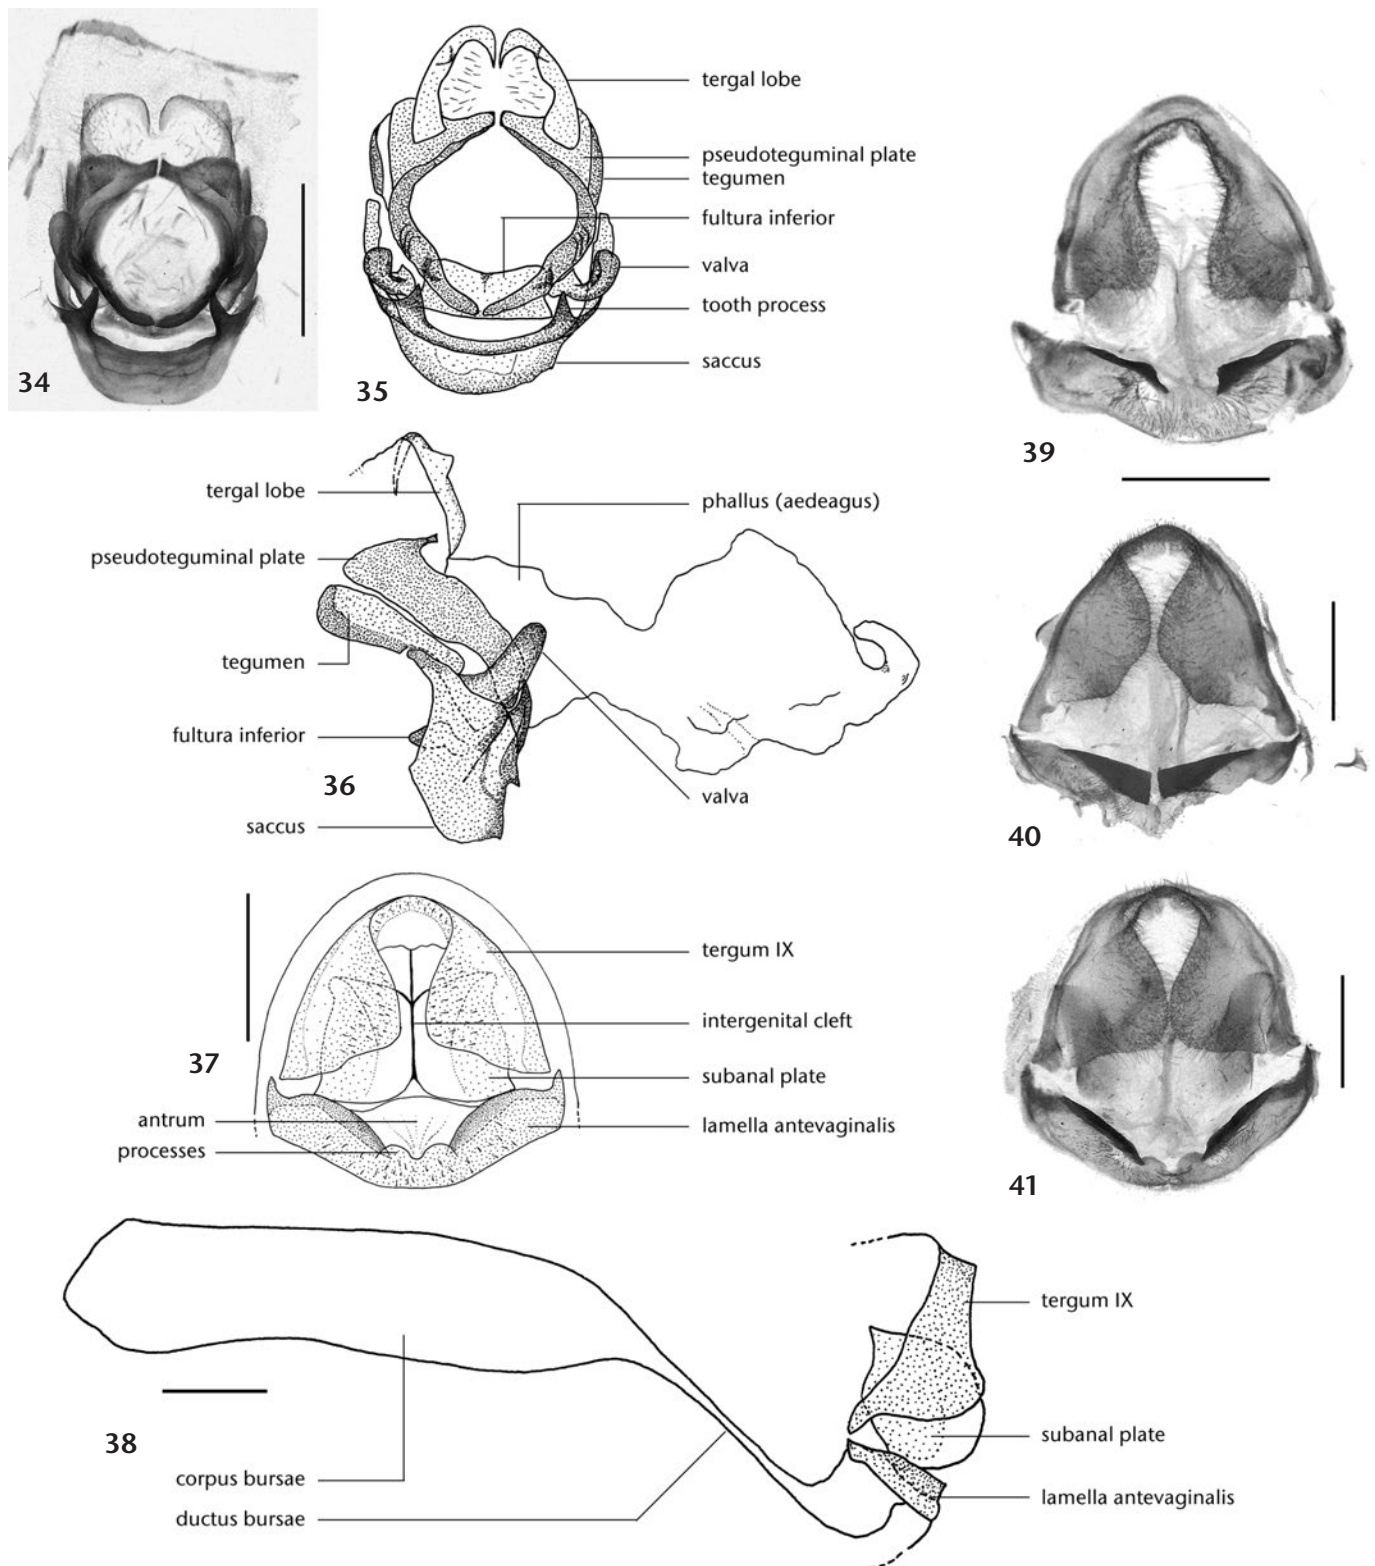 34
35
tergal lobe
pseudoteguminal plate
tegumen
fultura inferior
valva
tooth process
saccus
39
tergal lobe
pseudoteguminal plate
tegumen
fultura inferior
saccus
36
phallus (aedeagus)
valva
40
37
tergum IX
intergenital cleft
subanal plate
lamella antevaginalis
antrum
processes
41
38
corpus bursae
ductus bursae
tergum IX
subanal plate
lamella antevaginalis